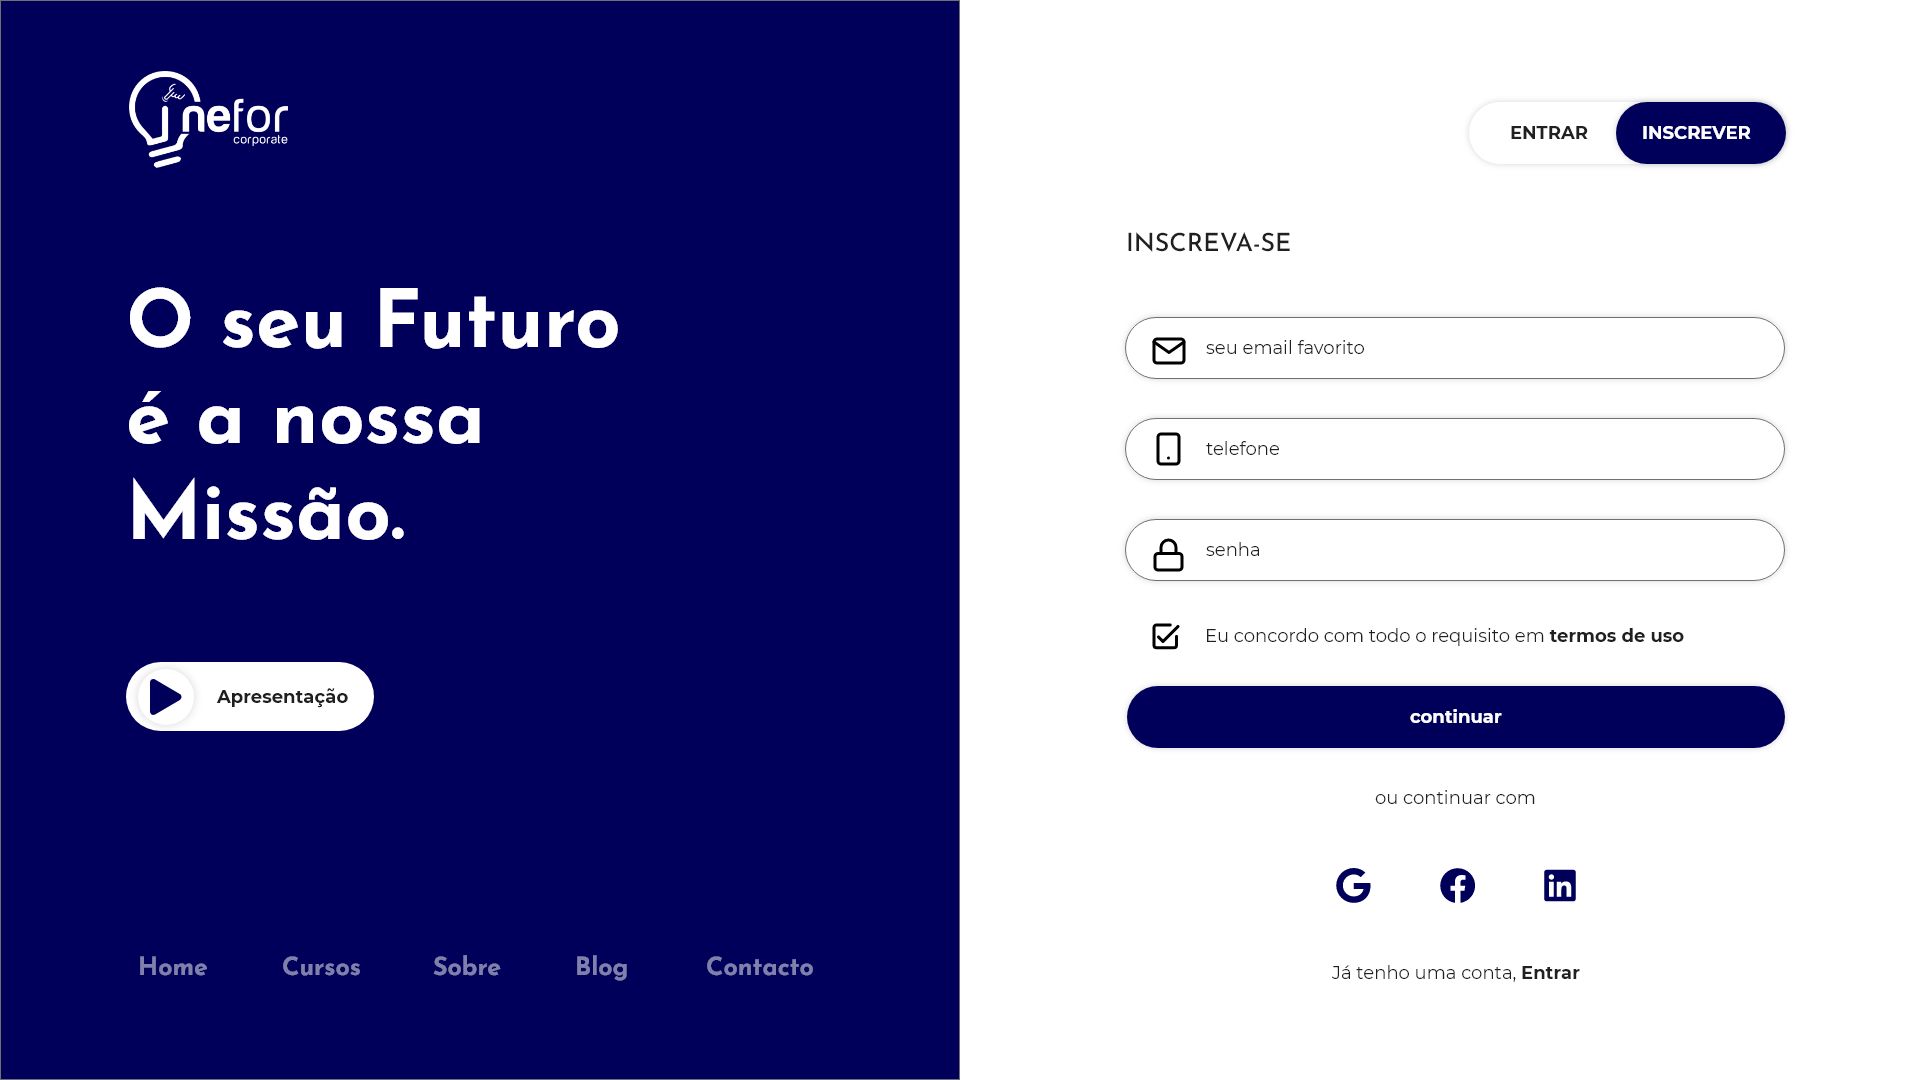 inefor
corporate
O seu Futuro
é a nossa
Missão.
Apresentação
Home Cursos Sobre Blog Contacto
ENTRAR INSCREVER
INSCREVA-SE
seu email favorito
telefone
senha
Eu concordo com todo o requisito em termos de uso
continuar
ou continuar com
Já tenho uma conta, Entrar